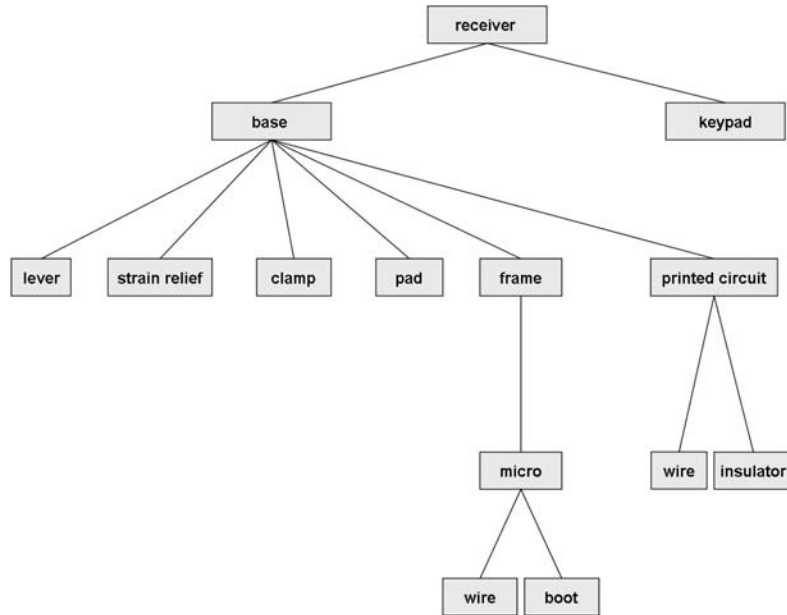 receiver
base
keypad
lever
strain relief
clamp
pad
frame
printed circuit
micro
wire
insulator
wire
boot